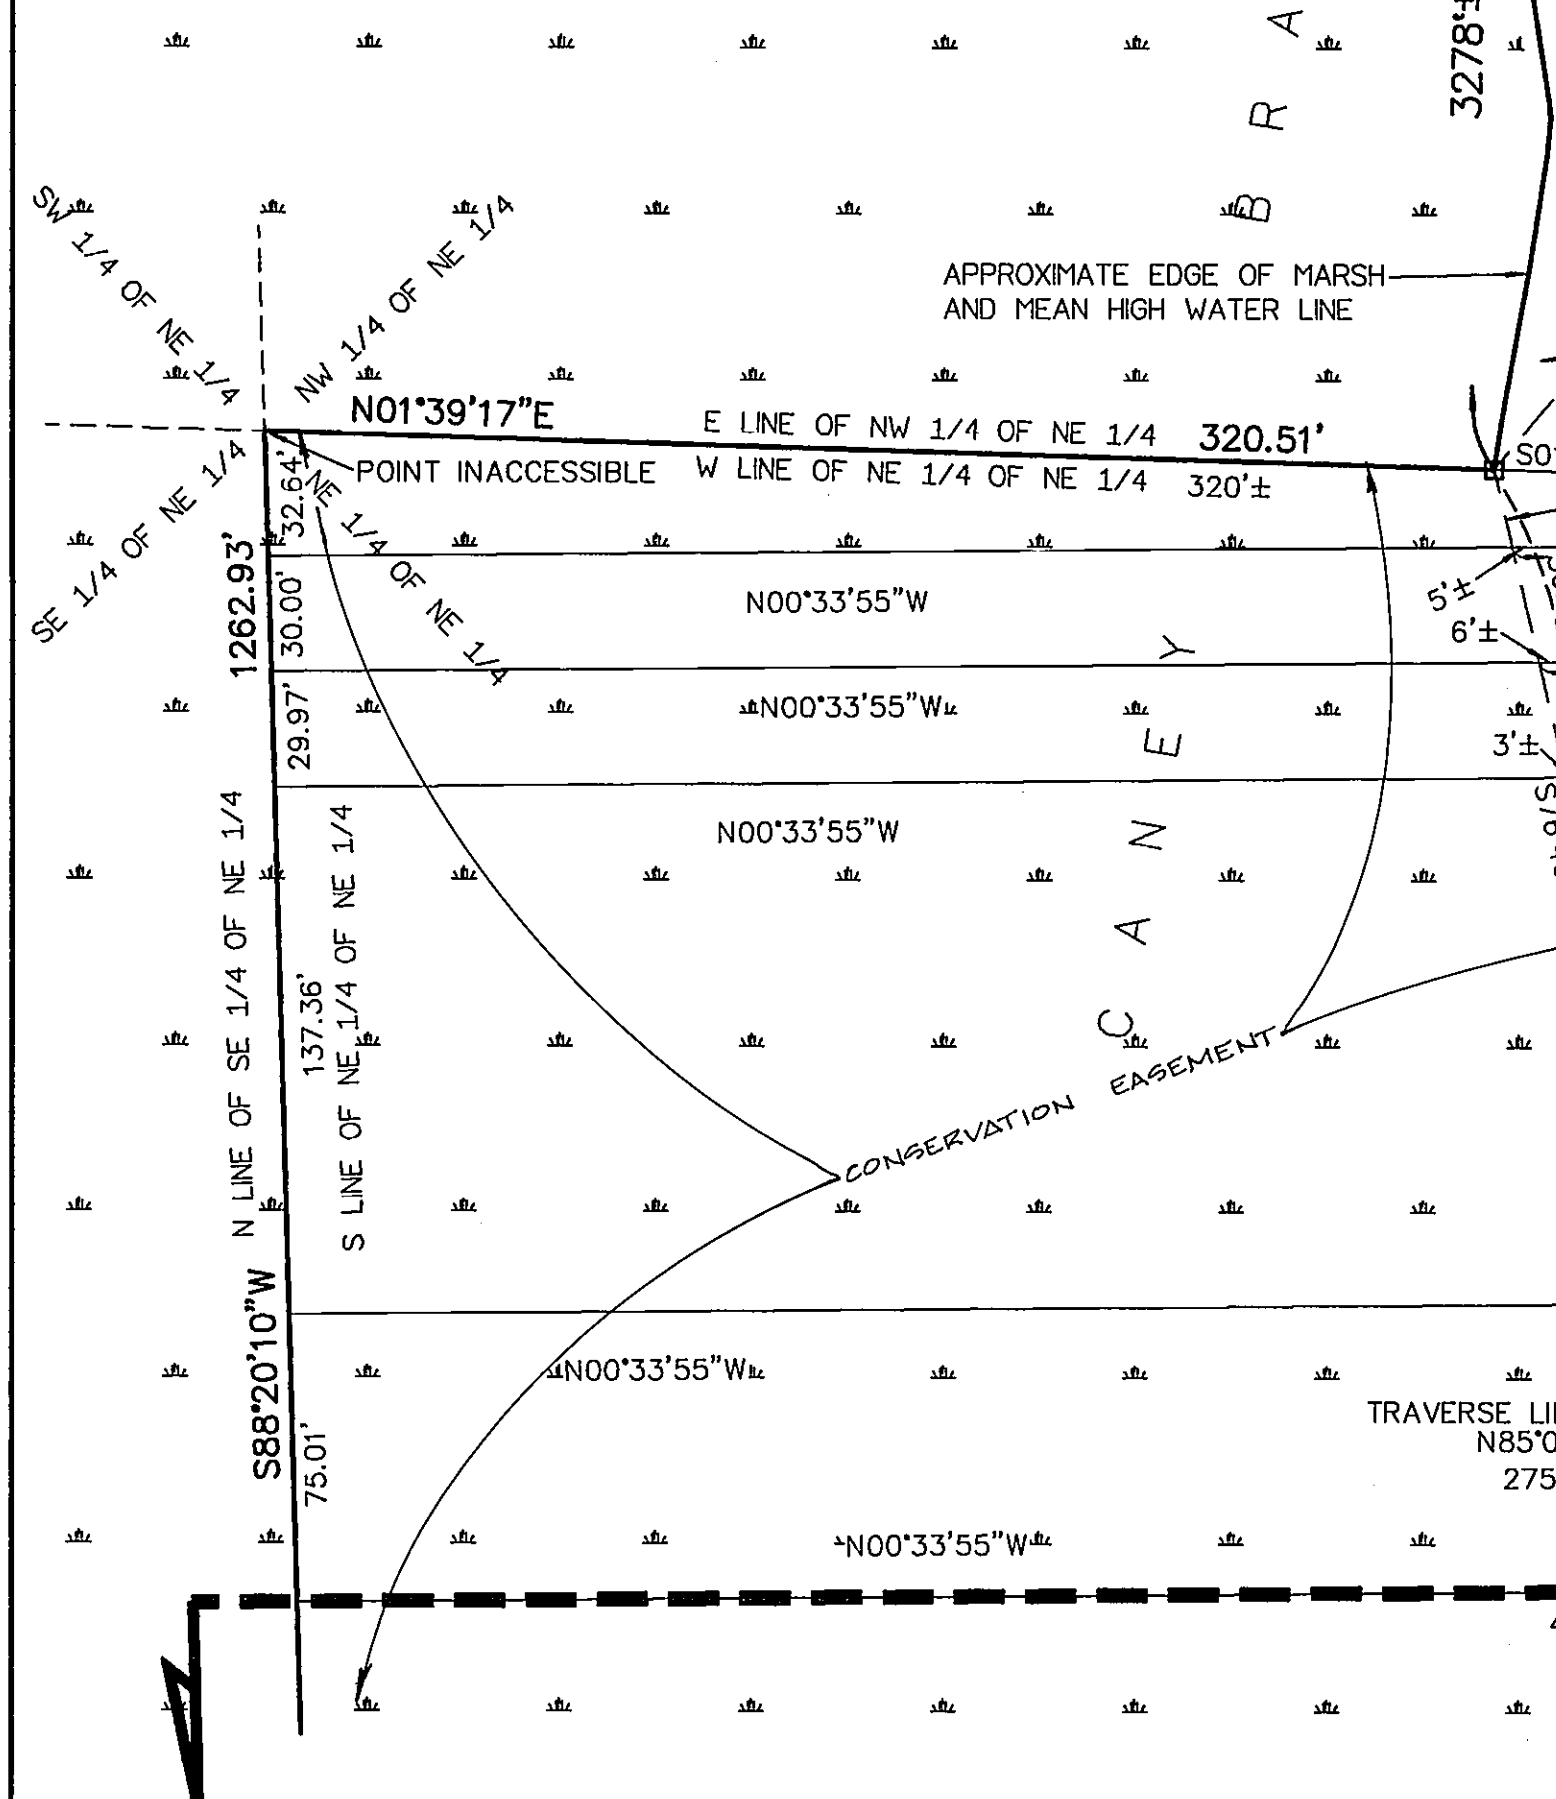 3278'±
B R A
SW 1/4 OF NE 1/4
NW 1/4 OF NE 1/4
APPROXIMATE EDGE OF MARSH
AND MEAN HIGH WATER LINE
N01°39'17"E
E LINE OF NW 1/4 OF NE 1/4
320.51'
POINT INACCESSIBLE
W LINE OF NE 1/4 OF NE 1/4
320'±
SE 1/4 OF NE 1/4
NE 1/4 OF NE 1/4
32.64'
30.00'
29.97'
1262.93'
N00°33'55"W
5'±
6'±
N00°33'55"W
3'±
N00°33'55"W
C A N E Y
N LINE OF SE 1/4 OF NE 1/4
S LINE OF NE 1/4 OF NE 1/4
137.36'
CONSERVATION EASEMENT
S88°20'10"W
75.01'
N00°33'55"W
TRAVERSE LI
N85°0
275
N00°33'55"W